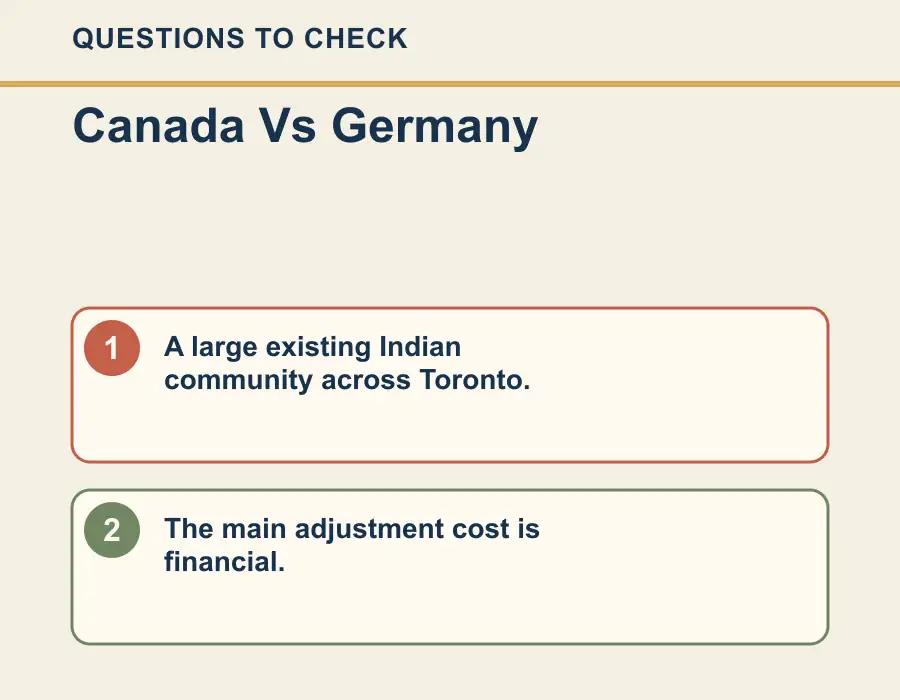 QUESTIONS TO CHECK
Canada Vs Germany
1
A large existing Indian
community across Toronto.
2
The main adjustment cost is
financial.